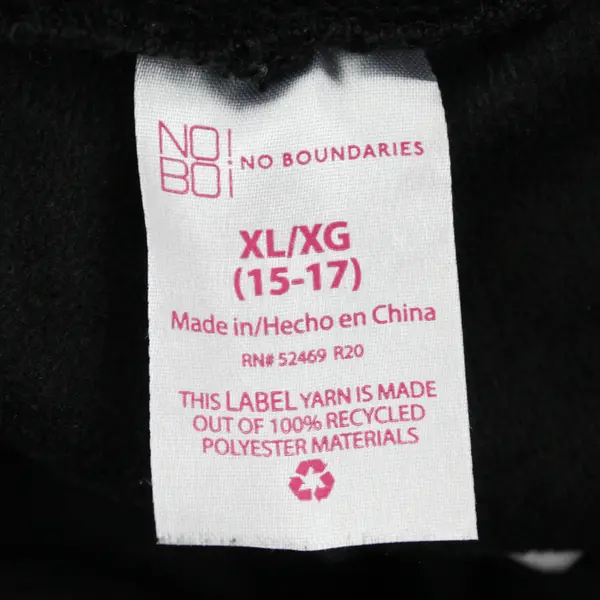 NO!
BO¡ NO BOUNDARIES
XL/XG
(15-17)
Made in/Hecho en China
RN# 52469 R20
THIS LABEL YARN IS MADE
OUT OF 100% RECYCLED
POLYESTER MATERIALS